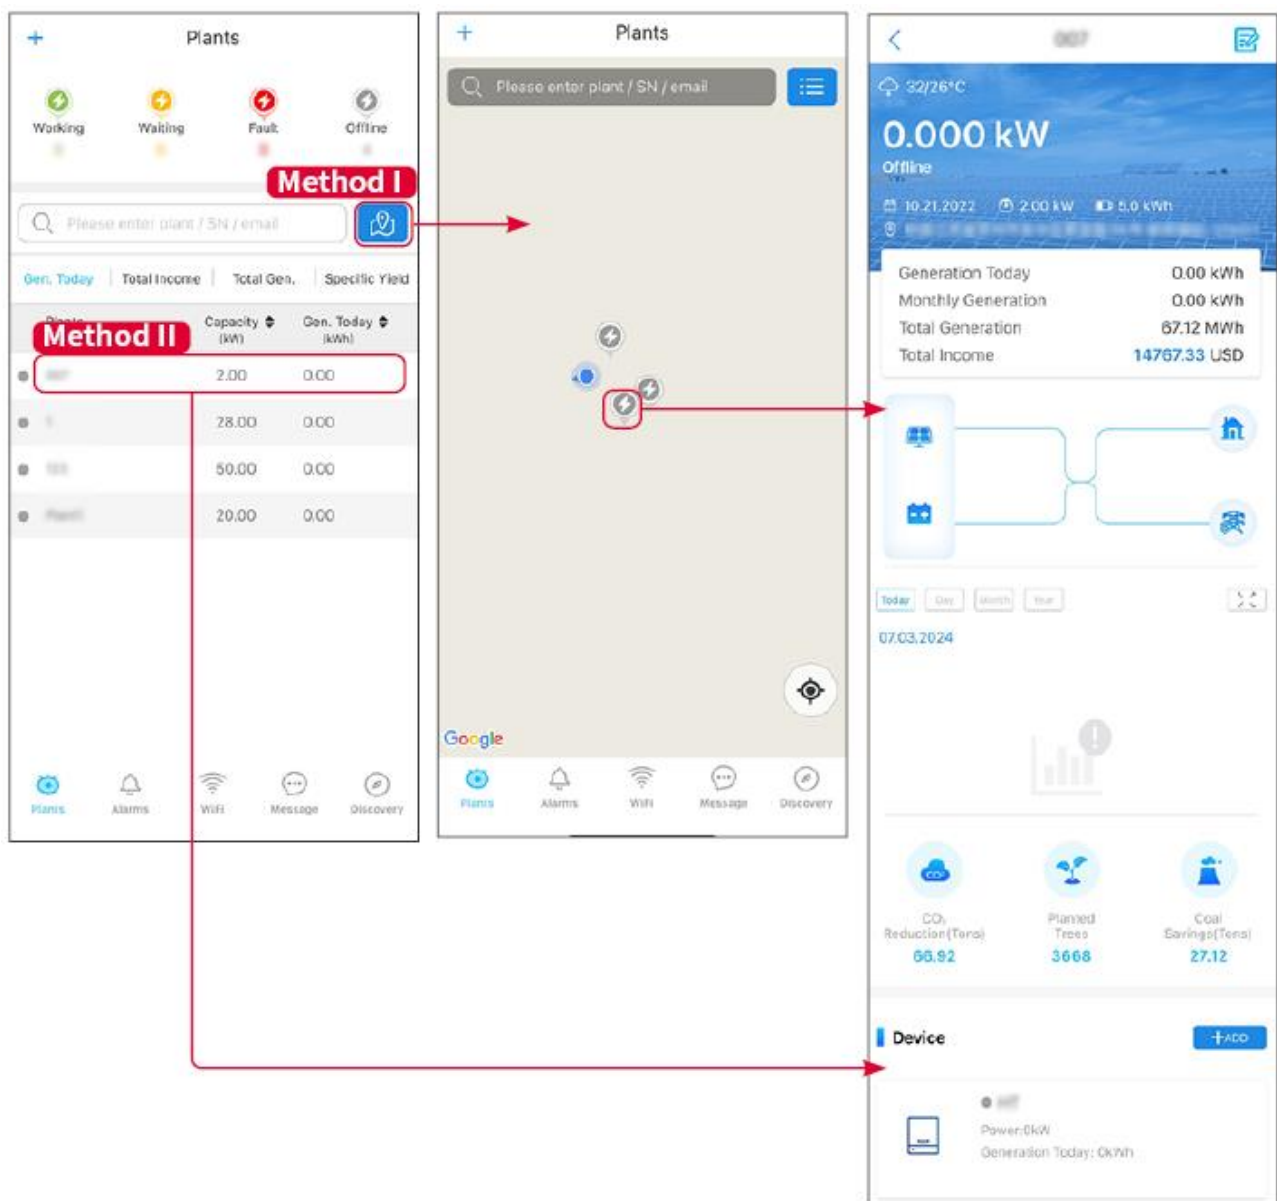 Plants
Working
Waiting
Fault
Offline
Method I
Please enter plant / SN / email
Gen. Today
Total Income
Total Gen.
Specific Yield
Method II
Capacity
(kW)
Gen. Today
(kWh)
2.00 0.00
28.00 0.00
50.00 0.00
20.00 0.00
Plants
Alarms
WiFi
Message
Discovery
Plants
Please enter plant / SN / email
Google
Plants
Alarms
WiFi
Message
Discovery
007
32/26°C
0.000 kW
Offline
10.21.2022 2.00 kW 5.0 kWh
Generation Today 0.00 kWh
Monthly Generation 0.00 kWh
Total Generation 67.12 MWh
Total Income 14767.33 USD
Today Day Month Year
07.03.2024
CO₂
Reduction(Tons)
66.92
Planted
Trees
3668
Coal
Savings(Tons)
27.12
Device
+ADD
Power:0kW
Generation Today: 0kWh